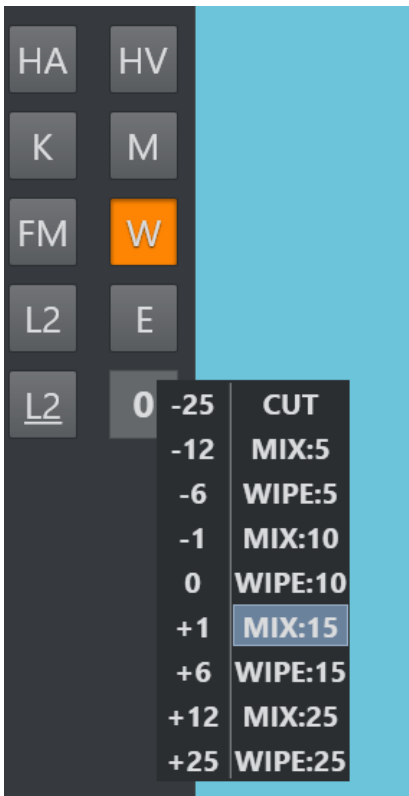 HA HV
K M
FM W
L2 E
L2 0
-25 CUT
-12 MIX:5
-6 WIPE:5
-1 MIX:10
0 WIPE:10
+1 MIX:15
+6 WIPE:15
+12 MIX:25
+25 WIPE:25